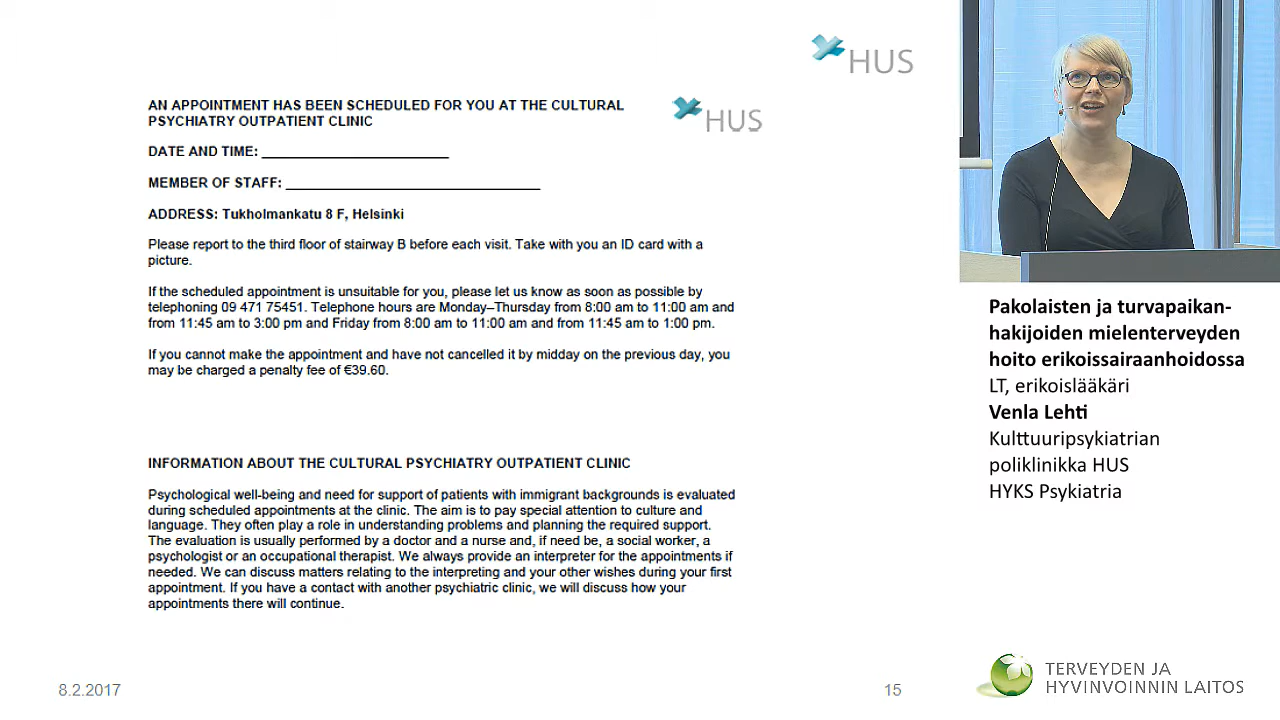 HUS
AN APPOINTMENT HAS BEEN SCHEDULED FOR YOU AT THE CULTURAL
PSYCHIATRY OUTPATIENT CLINIC
HUS
DATE AND TIME: ____________________________
MEMBER OF STAFF: ______________________________________
ADDRESS: Tukholmankatu 8 F, Helsinki
Please report to the third floor of stairway B before each visit. Take with you an ID card with a
picture.
If the scheduled appointment is unsuitable for you, please let us know as soon as possible by
telephoning 09 471 75451. Telephone hours are Monday–Thursday from 8:00 am to 11:00 am and
from 11:45 am to 3:00 pm and Friday from 8:00 am to 11:00 am and from 11:45 am to 1:00 pm.
If you cannot make the appointment and have not cancelled it by midday on the previous day, you
may be charged a penalty fee of €39.60.
INFORMATION ABOUT THE CULTURAL PSYCHIATRY OUTPATIENT CLINIC
Psychological well-being and need for support of patients with immigrant backgrounds is evaluated
during scheduled appointments at the clinic. The aim is to pay special attention to culture and
language. They often play a role in understanding problems and planning the required support.
The evaluation is usually performed by a doctor and a nurse and, if need be, a social worker, a
psychologist or an occupational therapist. We always provide an interpreter for the appointments if
needed. We can discuss matters relating to the interpreting and your other wishes during your first
appointment. If you have a contact with another psychiatric clinic, we will discuss how your
appointments there will continue.
8.2.2017
15
Pakolaisten ja turvapaikan-
hakijoiden mielenterveyden
hoito erikoissairaanhoidossa
LT, erikoislääkäri
Venla Lehti
Kulttuuripsykiatrian
poliklinikka HUS
HYKS Psykiatria
TERVEYDEN JA
HYVINVOINNIN LAITOS